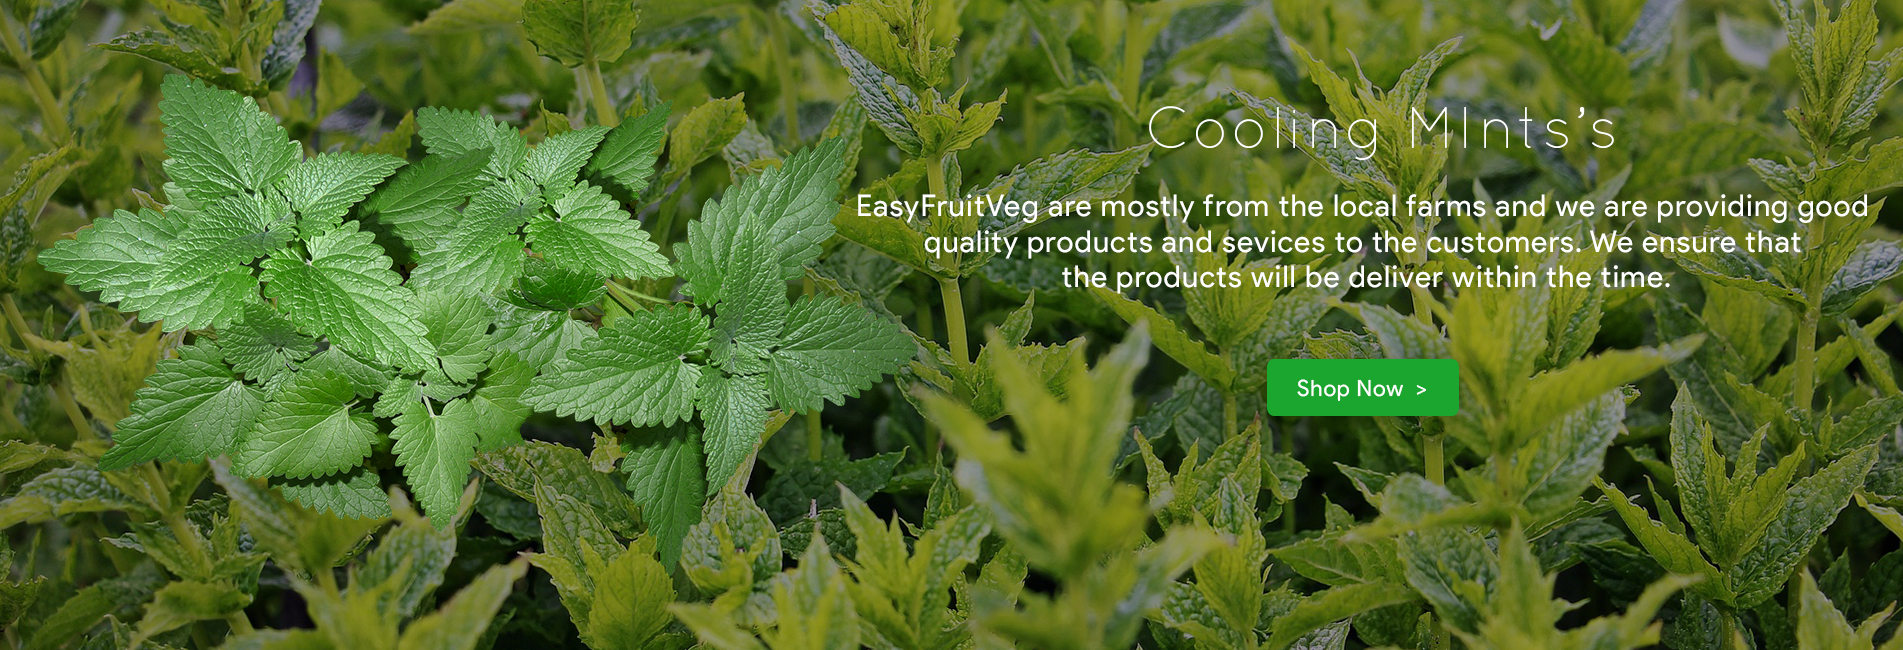 Cooling MInts's
EasyFruitVeg are mostly from the local farms and we are providing good
quality products and sevices to the customers. We ensure that
the products will be deliver within the time.
Shop Now >